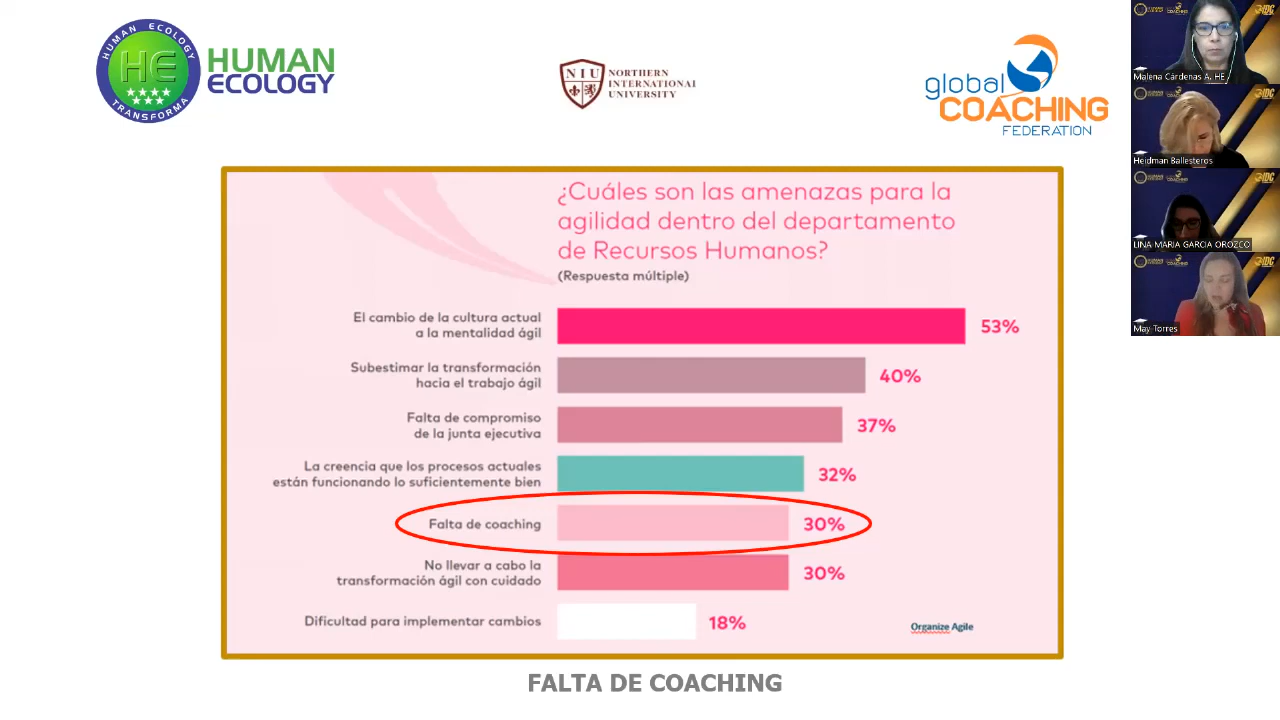 HUMAN ECOLOGY
HE
TRANSFORMA
HUMAN
ECOLOGY
NIU
NORTHERN
INTERNATIONAL
UNIVERSITY
global
COACHING
FEDERATION
¿Cuáles son las amenazas para la
agilidad dentro del departamento
de Recursos Humanos?
(Respuesta múltiple)
El cambio de la cultura actual
a la mentalidad ágil
53%
Subestimar la transformación
hacia el trabajo ágil
40%
Falta de compromiso
de la junta ejecutiva
37%
La creencia que los procesos actuales
están funcionando lo suficientemente bien
32%
Falta de coaching
30%
No llevar a cabo la
transformación ágil con cuidado
30%
Dificultad para implementar cambios
18%
Organize Agile
FALTA DE COACHING
Malena Cárdenas A. HE
Heidman Ballesteros
LINA MARIA GARCIA OROZCO
May Torres